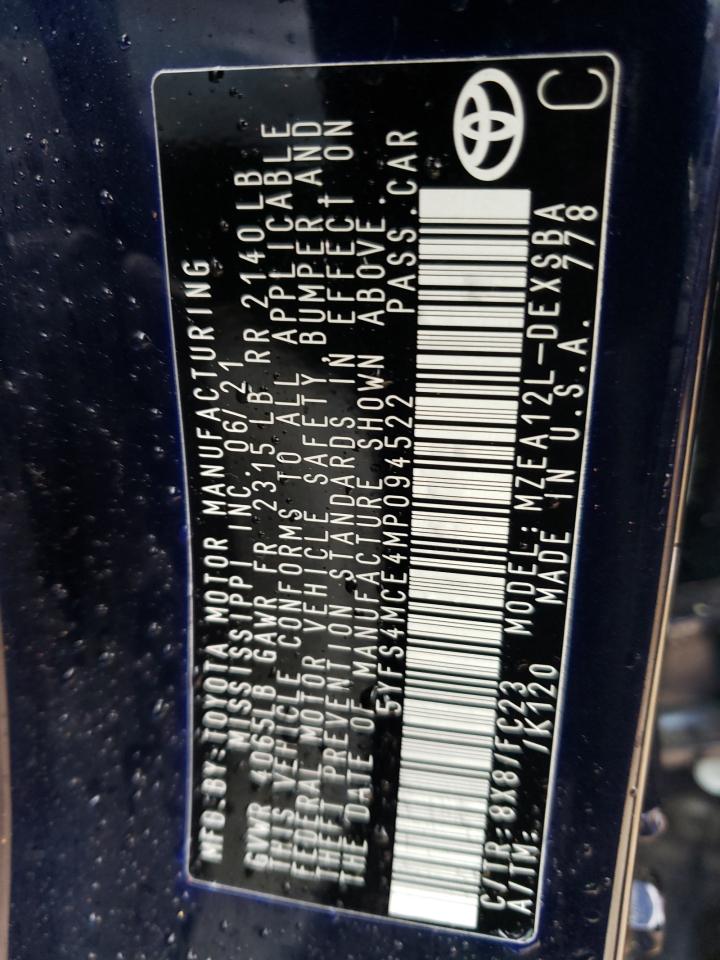 MFD.BY:TOYOTA MOTOR MANUFACTURING
MISSISSIPPI INC. 06/21
GVWR 4065LB GAWR FR 2315 LB RR 2140LB
THIS VEHICLE CONFORMS TO ALL APPLICABLE
FEDERAL MOTOR VEHICLE SAFETY, BUMPER AND
THEFT PREVENTION STANDARDS IN EFFECT ON
THE DATE OF MANUFACTURE SHOWN ABOVE.
5YFS4MCE4MP094522 PASS.CAR
C/TR:8X8/FC23 MODEL:MZEA12L-DEXSBA
A/TM: /K120 MADE IN U.S.A. 778
C